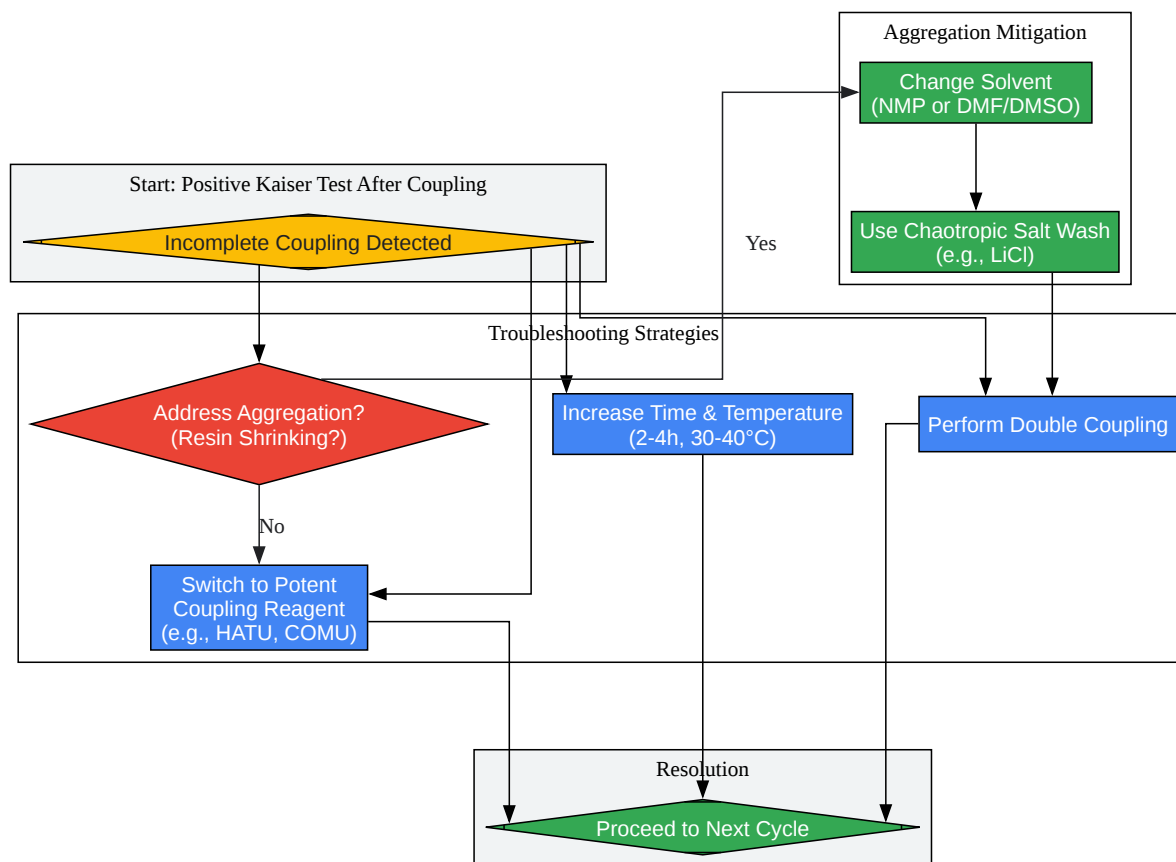 Aggregation Mitigation
Change Solvent
(NMP or DMF/DMSO)
Start: Positive Kaiser Test After Coupling
Incomplete Coupling Detected
Yes
Use Chaotropic Salt Wash
(e.g., LiCl)
Troubleshooting Strategies
Address Aggregation?
(Resin Shrinking?)
Increase Time & Temperature
(2-4h, 30-40°C)
Perform Double Coupling
No
Switch to Potent
Coupling Reagent
(e.g., HATU, COMU)
Resolution
Proceed to Next Cycle